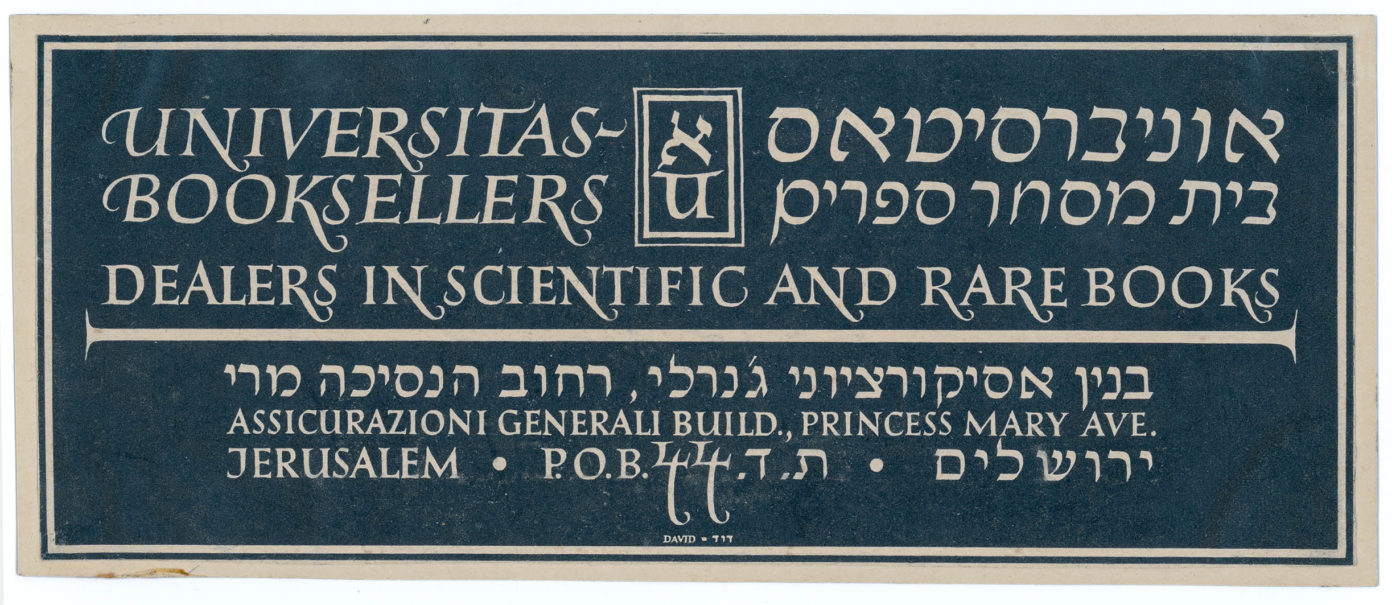 UNIVERSITAS-
BOOKSELLERS
א
u
אוניברסיטאס
בית מסחר ספרים
DEALERS IN SCIENTIFIC AND RARE BOOKS
בנין אסיקורציוני ג'נרלי, רחוב הנסיכה מרי
ASSICURAZIONI GENERALI BUILD., PRINCESS MARY AVE.
JERUSALEM • P.O.B. 44 ת.ד. • ירושלים
DAVID = דוד